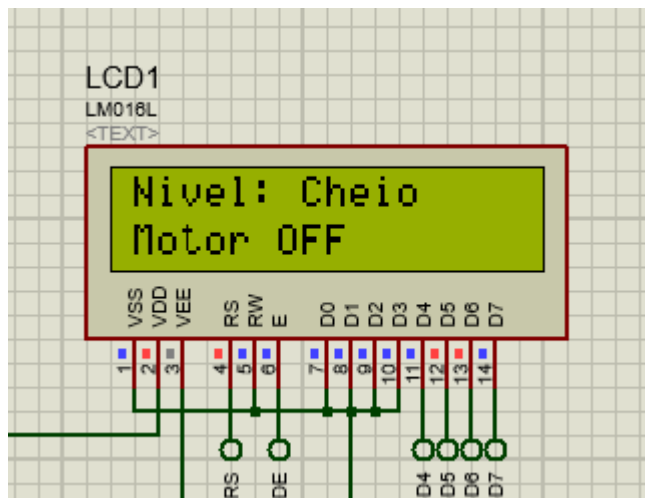 LCD1
LM016L
<TEXT>
Nivel: Cheio
Motor OFF
VSS VDD VEE RS RW E D0 D1 D2 D3 D4 D5 D6 D7
1 2 3 4 5 6 7 8 9 10 11 12 13 14
RS DE D4 D5 D6 D7